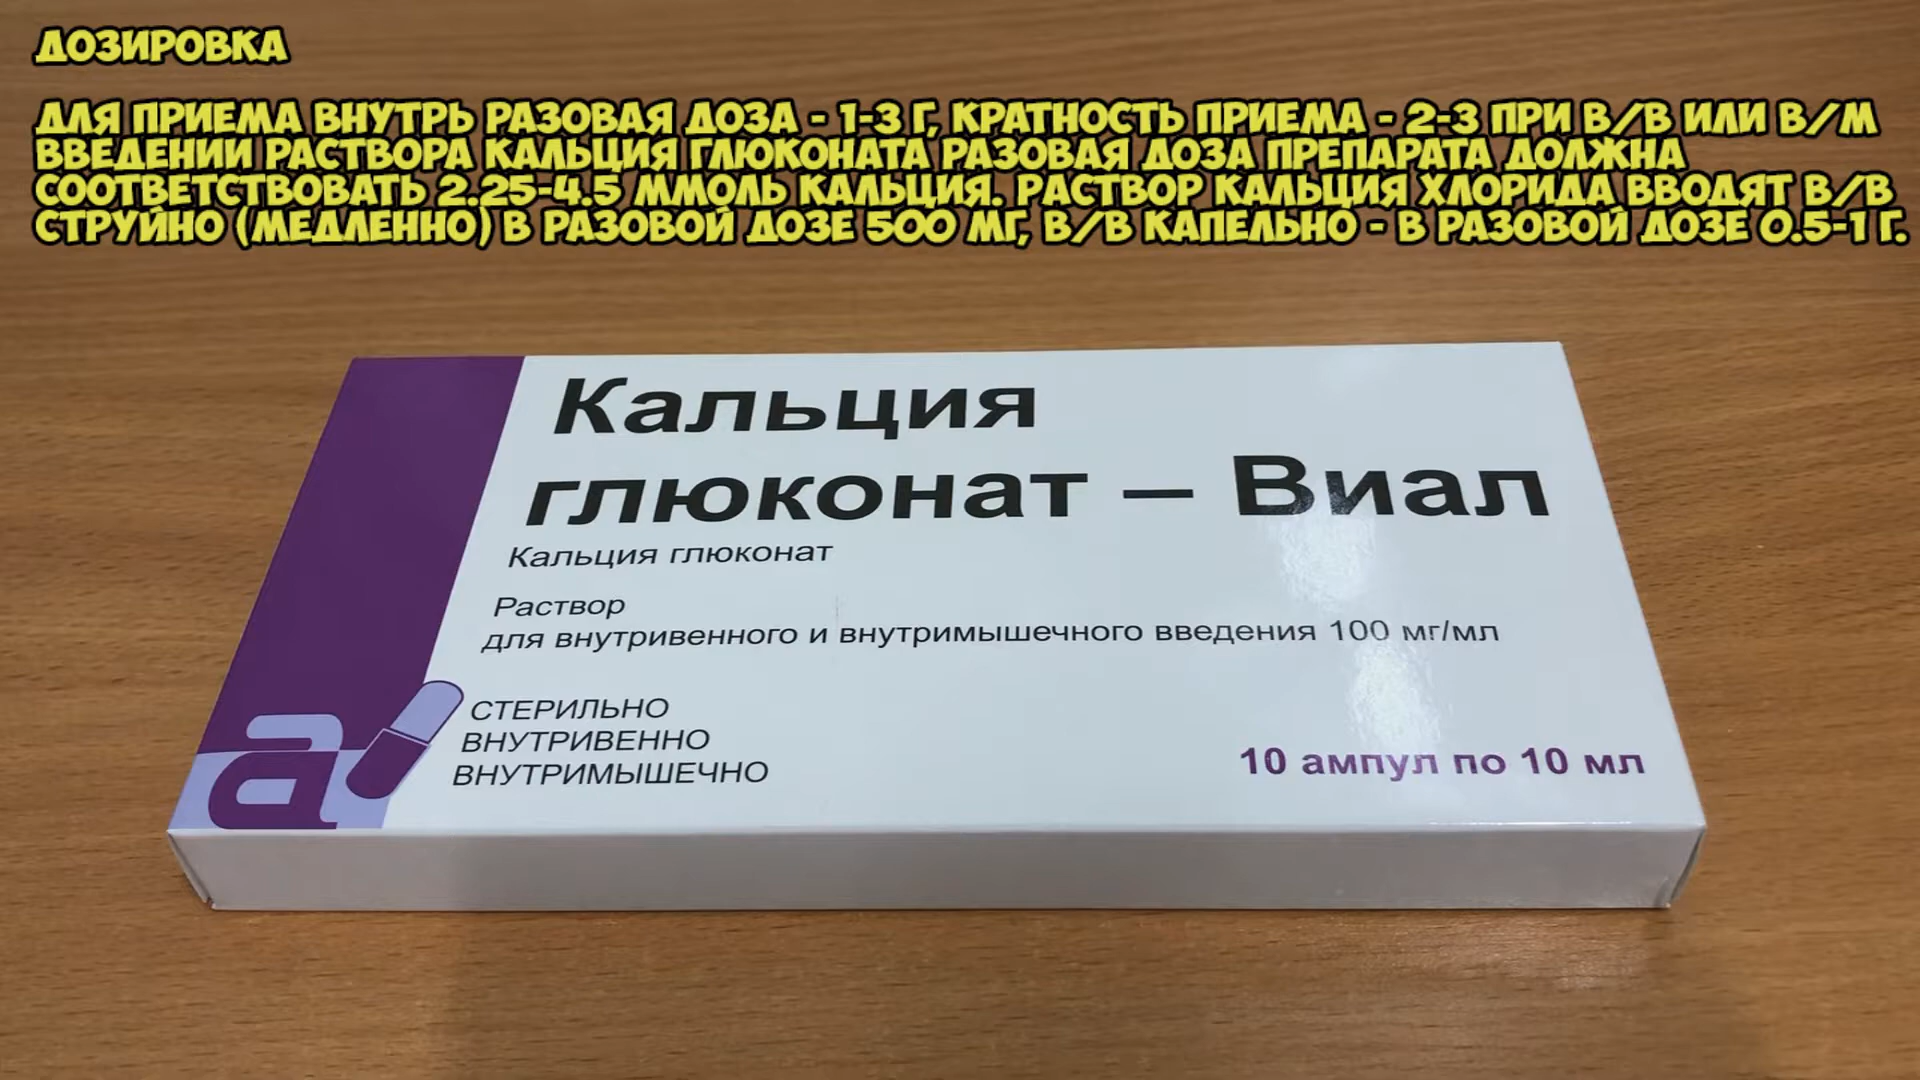 ДОЗИРОВКА
ДЛЯ ПРИЕМА ВНУТРЬ РАЗОВАЯ ДОЗА - 1-3 Г, КРАТНОСТЬ ПРИЕМА - 2-3 ПРИ В/В ИЛИ В/М
ВВЕДЕНИИ РАСТВОРА КАЛЬЦИЯ ГЛЮКОНАТА РАЗОВАЯ ДОЗА ПРЕПАРАТА ДОЛЖНА
СООТВЕТСТВОВАТЬ 2.25-4.5 ММОЛЬ КАЛЬЦИЯ. РАСТВОР КАЛЬЦИЯ ХЛОРИДА ВВОДЯТ В/В
СТРУЙНО (МЕДЛЕННО) В РАЗОВОЙ ДОЗЕ 500 МГ, В/В КАПЕЛЬНО - В РАЗОВОЙ ДОЗЕ 0.5-1 Г.
Кальция
глюконат – Виал
Кальция глюконат
Раствор
для внутривенного и внутримышечного введения 100 мг/мл
СТЕРИЛЬНО
ВНУТРИВЕННО
ВНУТРИМЫШЕЧНО
10 ампул по 10 мл
a